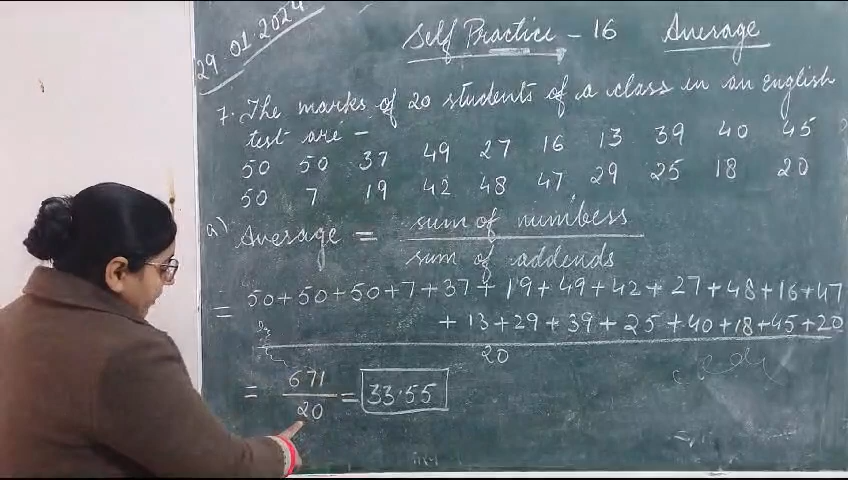 29.01.2024
Self Practice - 16 Average
7. The marks of 20 students of a class in an english
test are -
50 50 37 49 27 16 13 39 40 45
50 7 19 42 48 47 29 25 18 20
a) Average = sum of numbers
sum of addends
= 50+50+50+7+37+19+49+42+27+48+16+47
+13+29+39+25+40+18+45+20
20
= 671
20
= 33.55